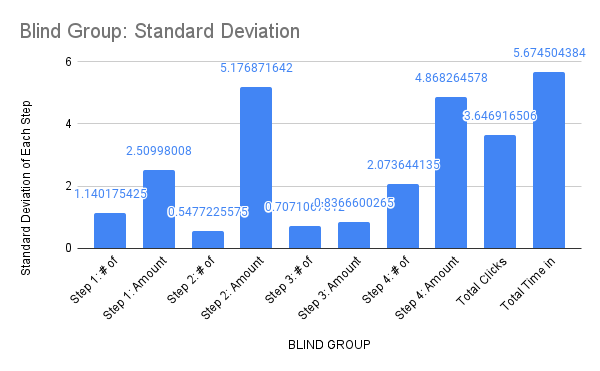 Blind Group: Standard Deviation
Standard Deviation of Each Step
6
4
2
0
1.140175425
2.50998008
0.5477225575
5.176871642
0.8366600265
2.073644135
4.868264578
3.646916506
5.674504384
Step 1: # of
Step 1: Amount
Step 2: # of
Step 2: Amount
Step 3: # of
Step 3: Amount
Step 4: # of
Step 4: Amount
Total Clicks
Total Time in
BLIND GROUP